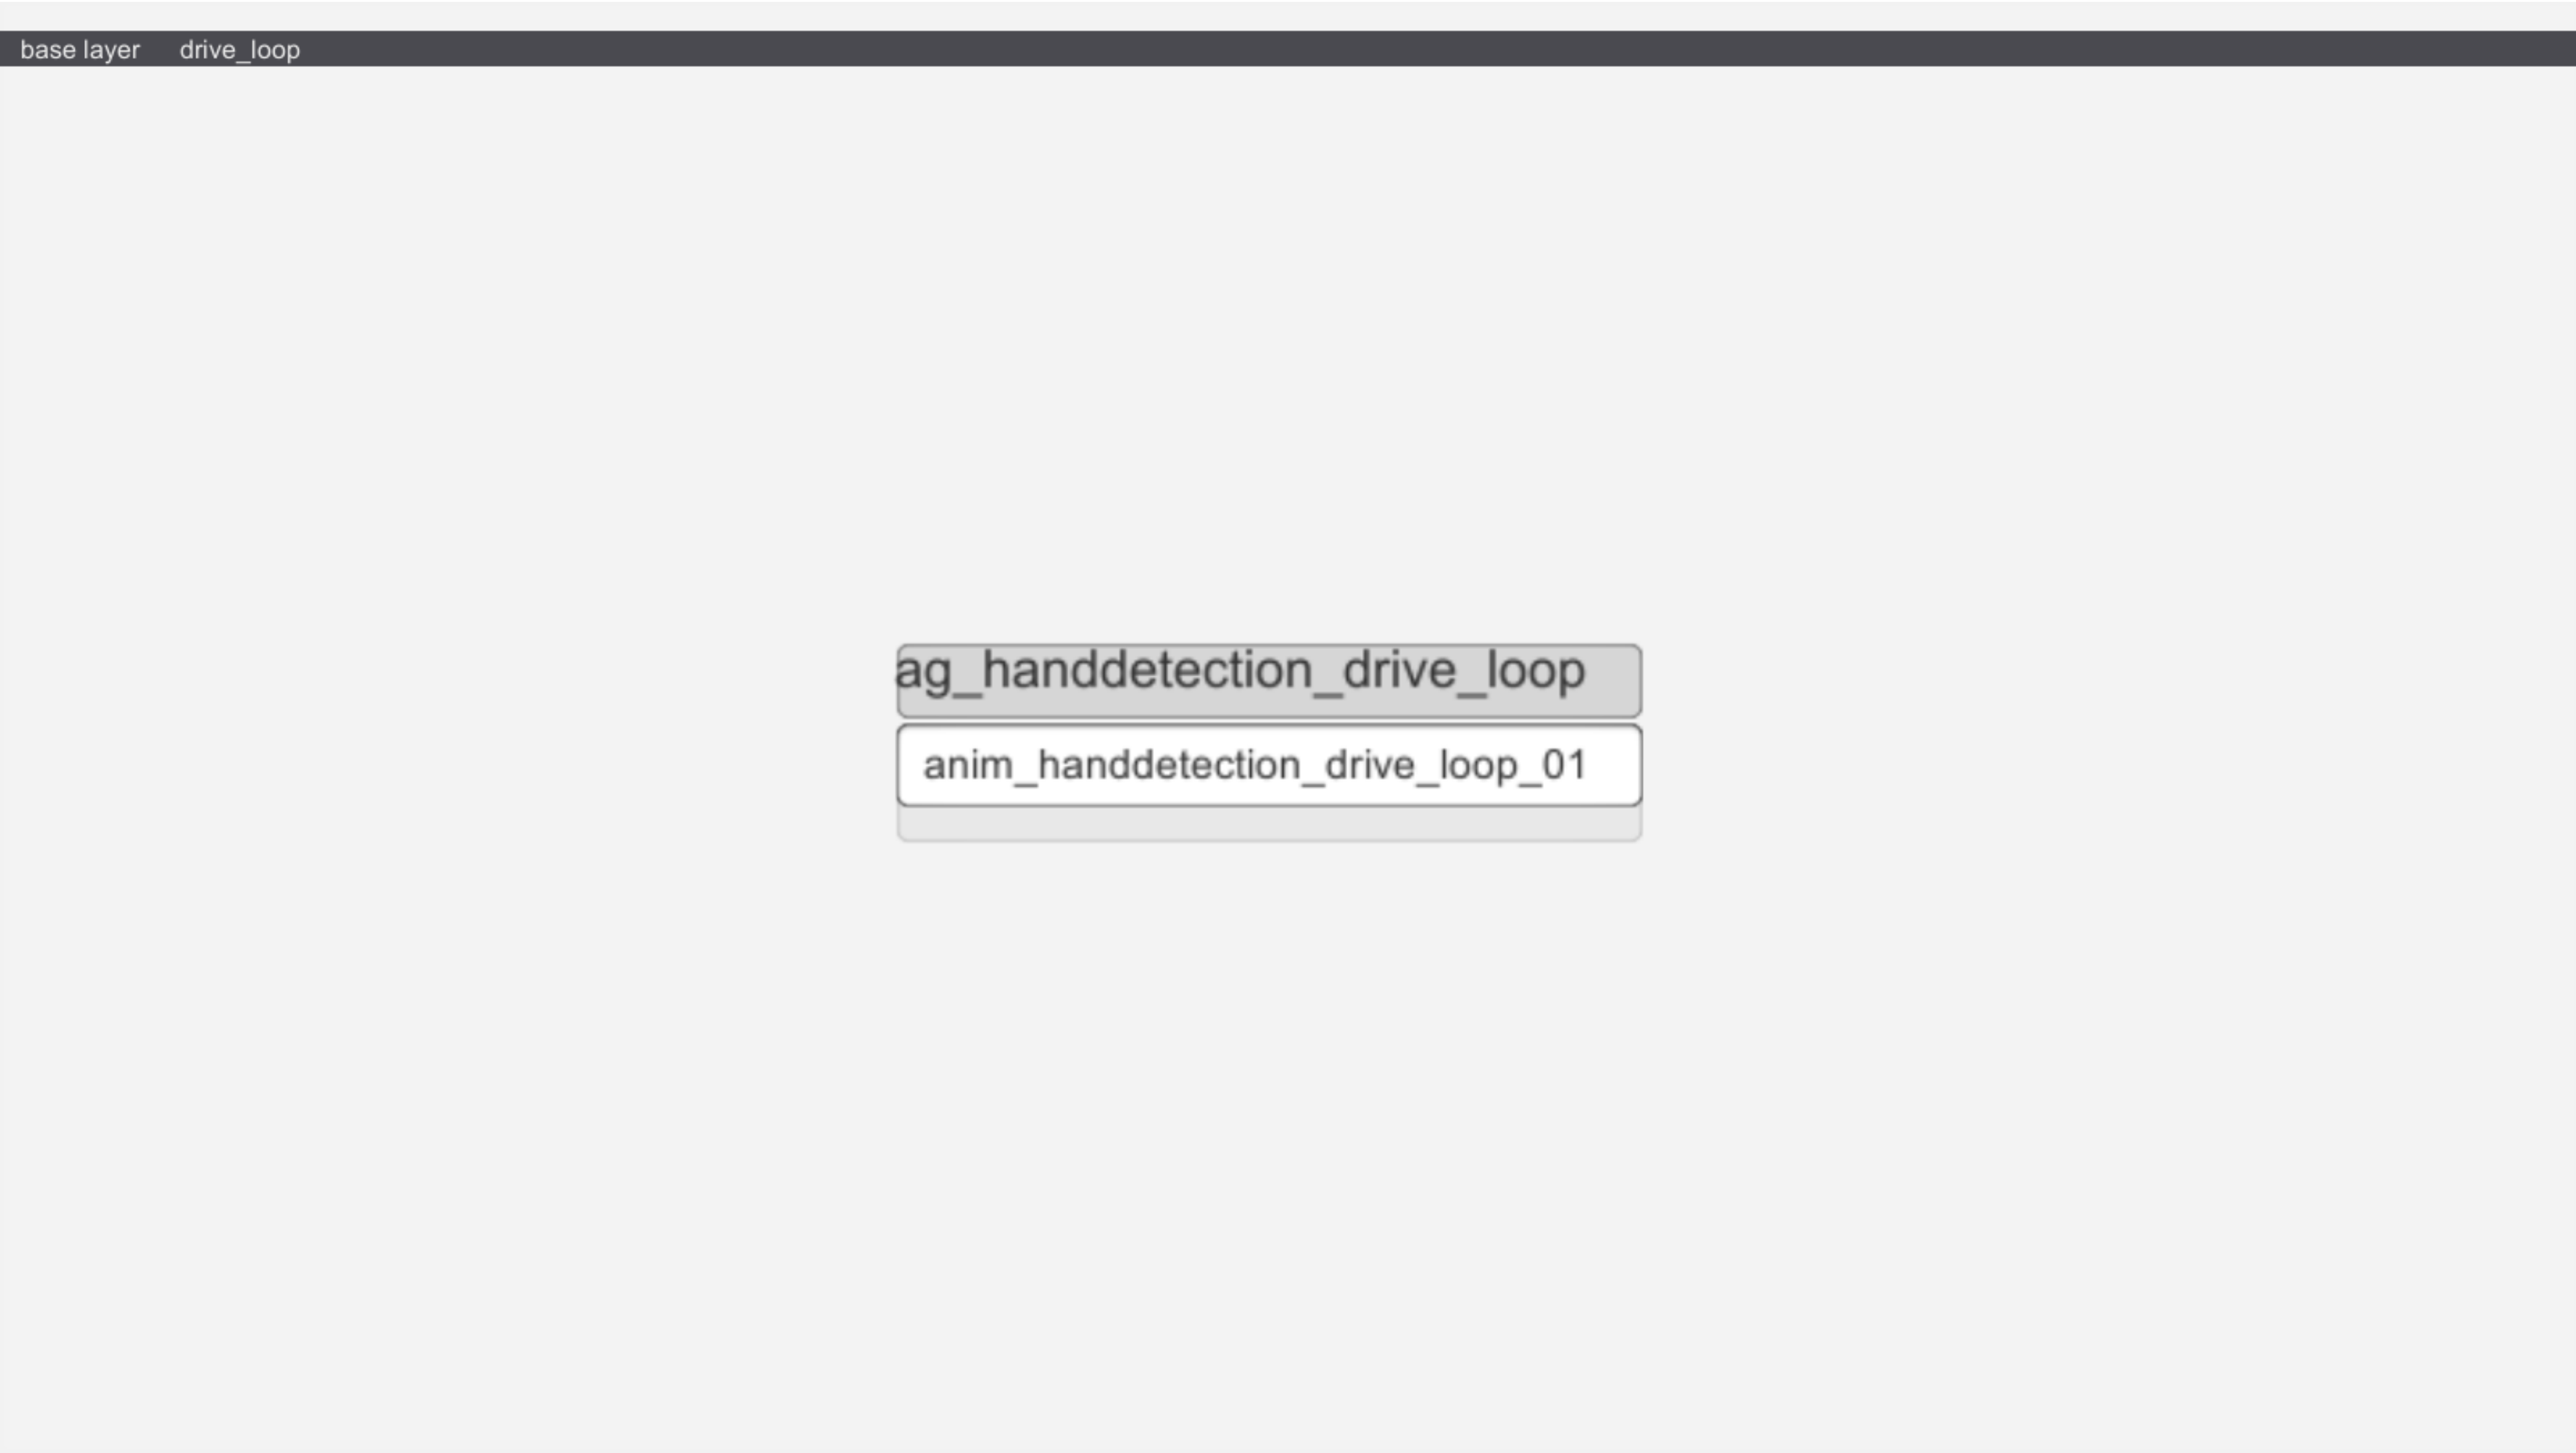 base layer drive_loop
ag_handdetection_drive_loop
anim_handdetection_drive_loop_01